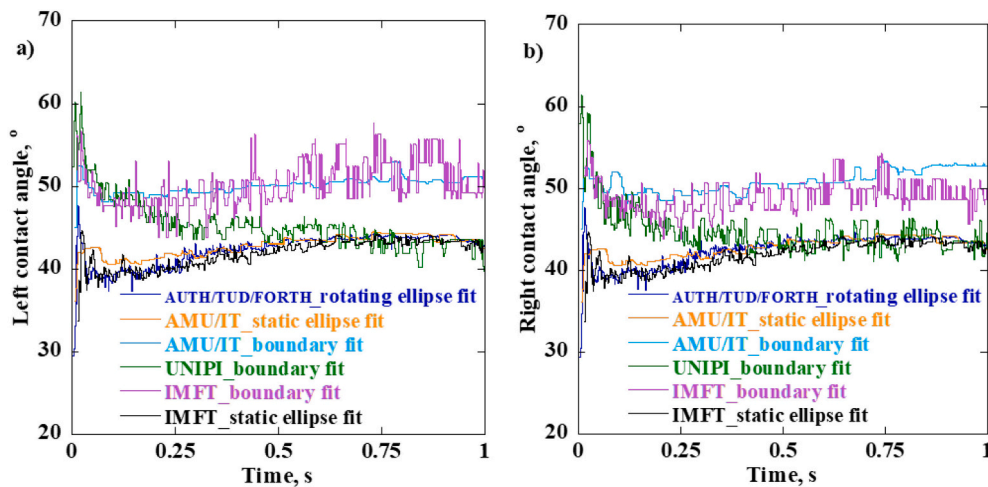 a)
70
60
50
40
30
20
Left contact angle, °
AUTH/TUD/FORTH_rotating ellipse fit
AMU/IT_static ellipse fit
AMU/IT_boundary fit
UNIPI_boundary fit
IMFT_boundary fit
IMFT_static ellipse fit
0 0.25 0.5 0.75 1
Time, s
b)
70
60
50
40
30
20
Right contact angle, °
AUTH/TUD/FORTH_rotating ellipse fit
AMU/IT_static ellipse fit
AMU/IT_boundary fit
UNIPI_boundary fit
IMFT_boundary fit
IMFT_static ellipse fit
0 0.25 0.5 0.75 1
Time, s